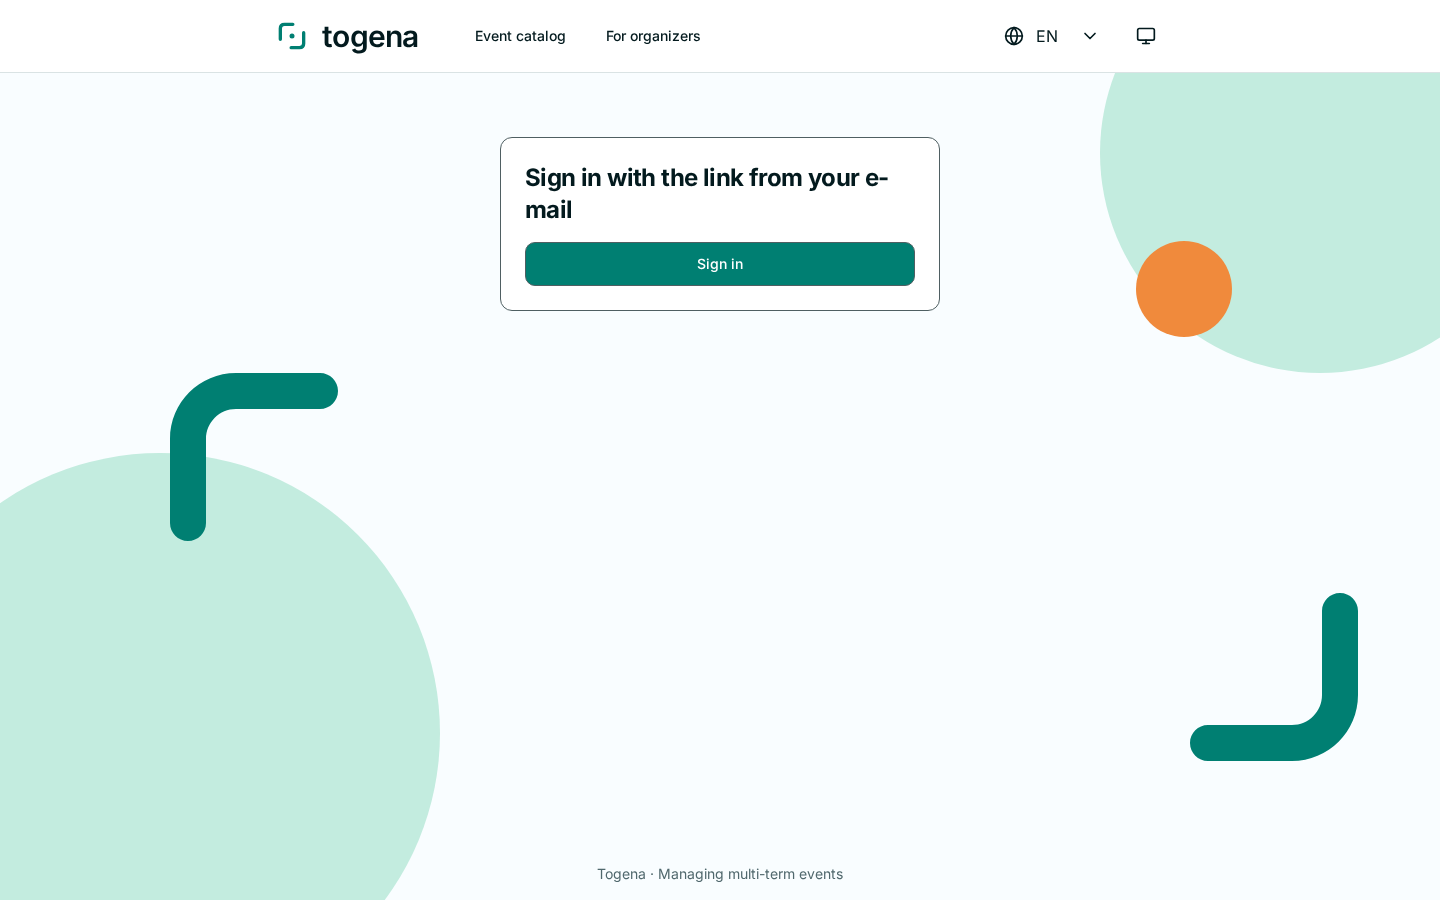 togena
Event catalog
For organizers
EN
Sign in with the link from your e-
mail
Sign in
Togena · Managing multi-term events